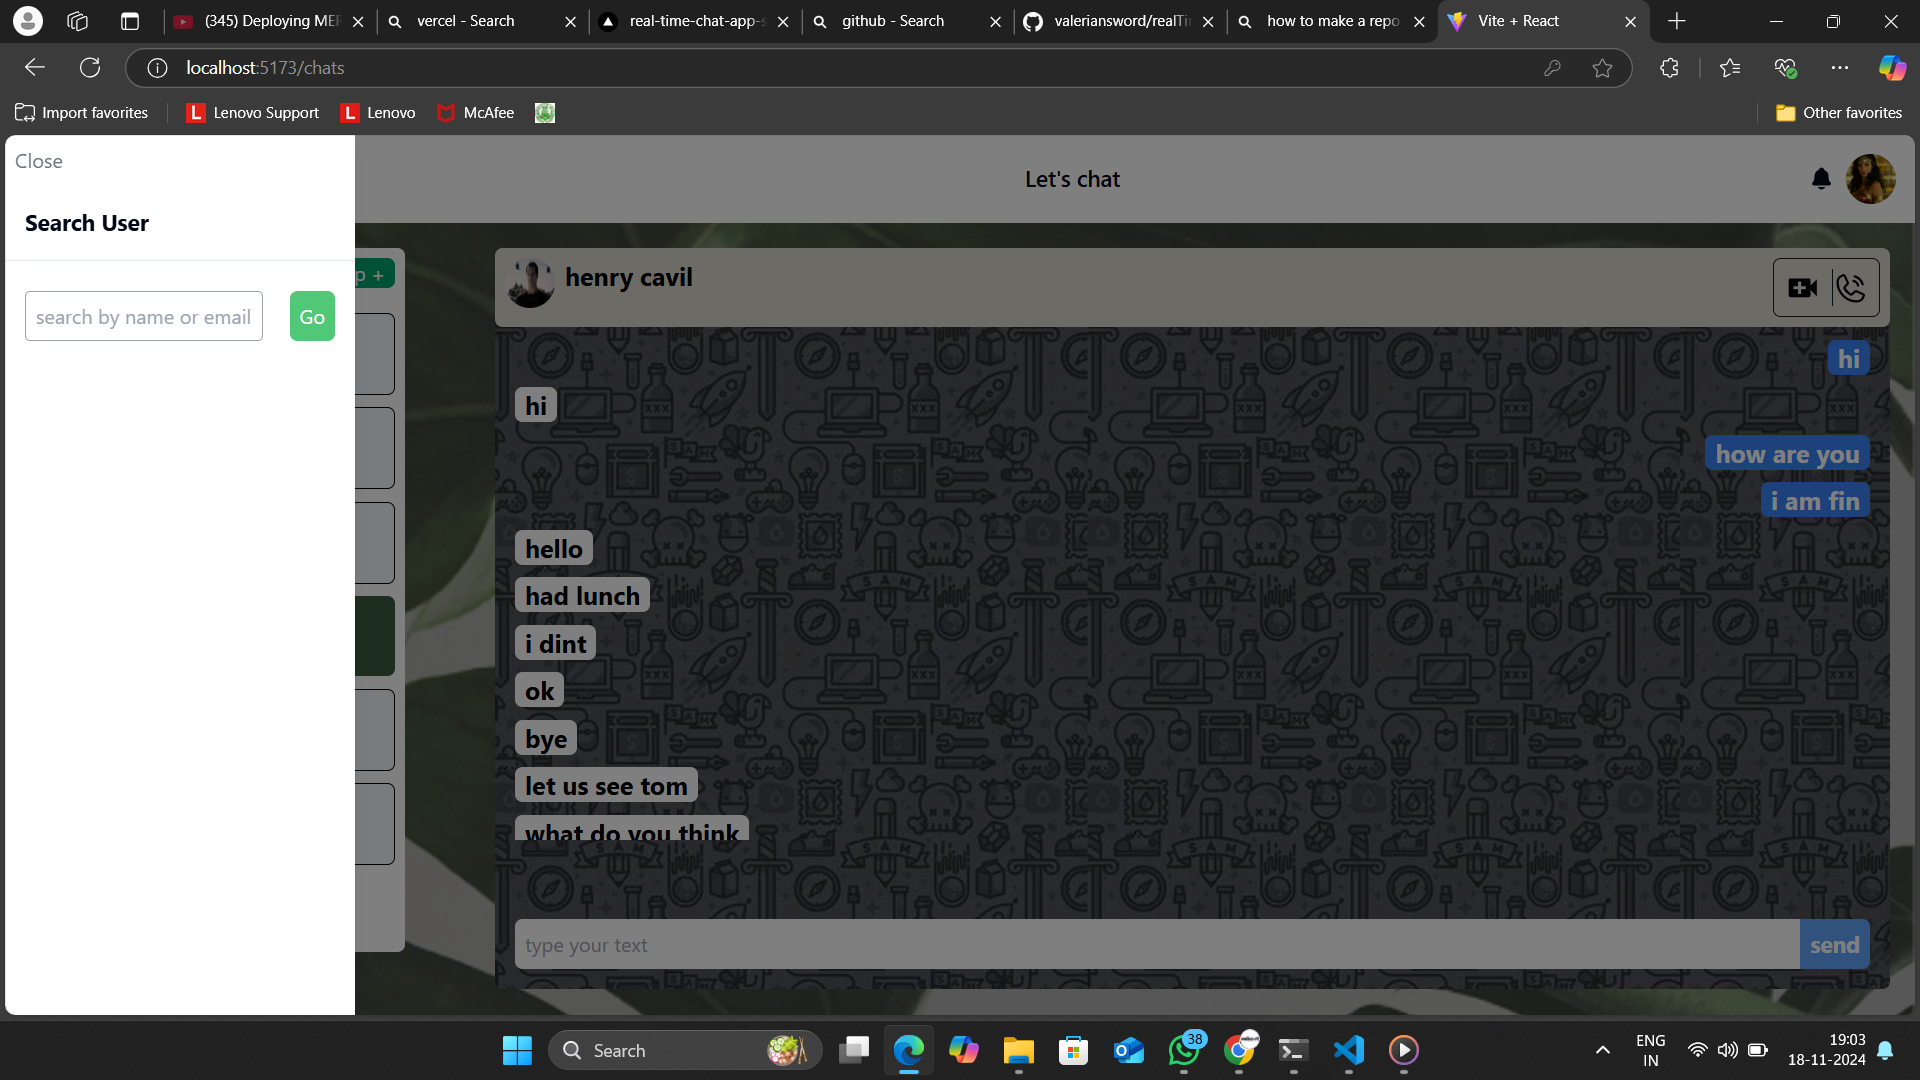 (345) Deploying MER
vercel - Search
real-time-chat-app-s
github - Search
valeriansword/realTi
how to make a repo
Vite + React
localhost:5173/chats
Import favorites
L Lenovo Support
L Lenovo
McAfee
Other favorites
Close
Let's chat
Search User
p +
search by name or email
Go
henry cavil
hi
hi
how are you
i am fin
hello
had lunch
i dint
ok
bye
let us see tom
what do you think
type your text
send
Search
38
ENG
IN
19:03
18-11-2024